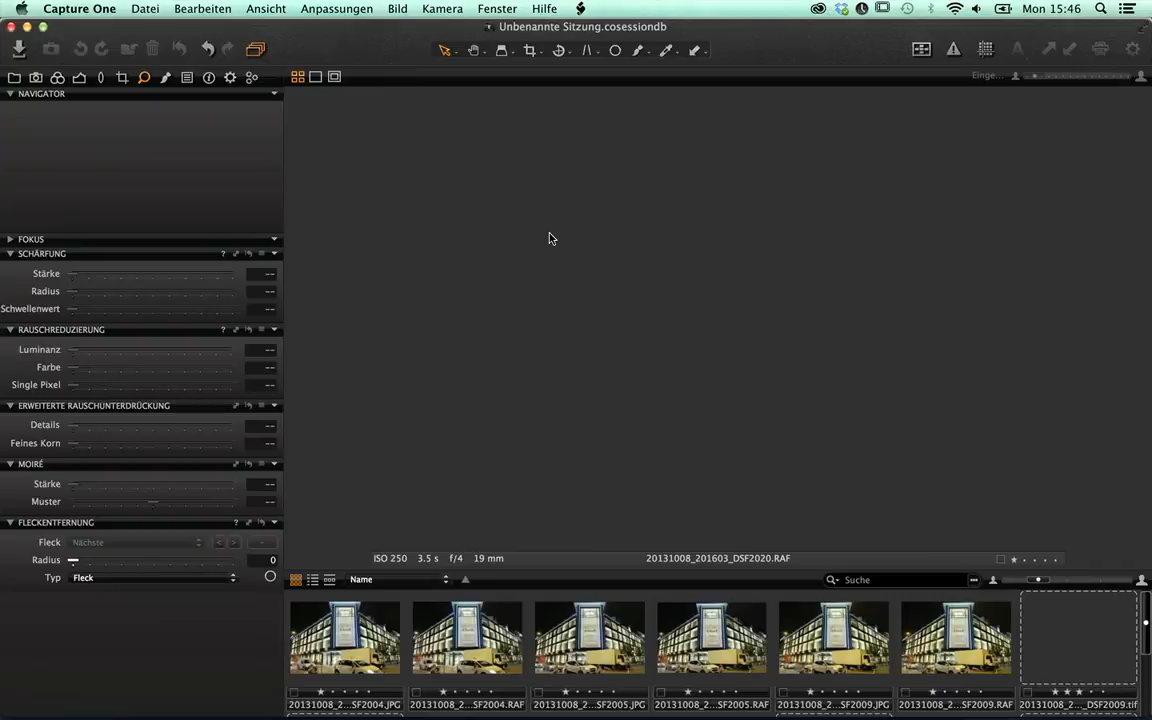 Capture One Datei Bearbeiten Ansicht Anpassungen Bild Kamera Fenster Hilfe Mon 15:46
Unbenannte Sitzung.cosessiondb
Einge...
NAVIGATOR
FOKUS
SCHÄRFUNG ?
Stärke --
Radius --
Schwellenwert --
RAUSCHREDUZIERUNG ?
Luminanz --
Farbe --
Single Pixel --
ERWEITERTE RAUSCHUNTERDRÜCKUNG
Details --
Feines Korn --
MOIRÉ
Stärke --
Muster --
FLECKENTFERNUNG ?
Fleck Nächste < > -
Radius 0
Typ Fleck
ISO 250 3.5 s f/4 19 mm 20131008_201603_DSF2020.RAF
Name Suche
20131008_2...SF2004.JPG 20131008_2...SF2004.RAF 20131008_2...SF2005.JPG 20131008_2...SF2005.RAF 20131008_2...SF2009.JPG 20131008_2...SF2009.RAF 20131008_2..._DSF2009.tif